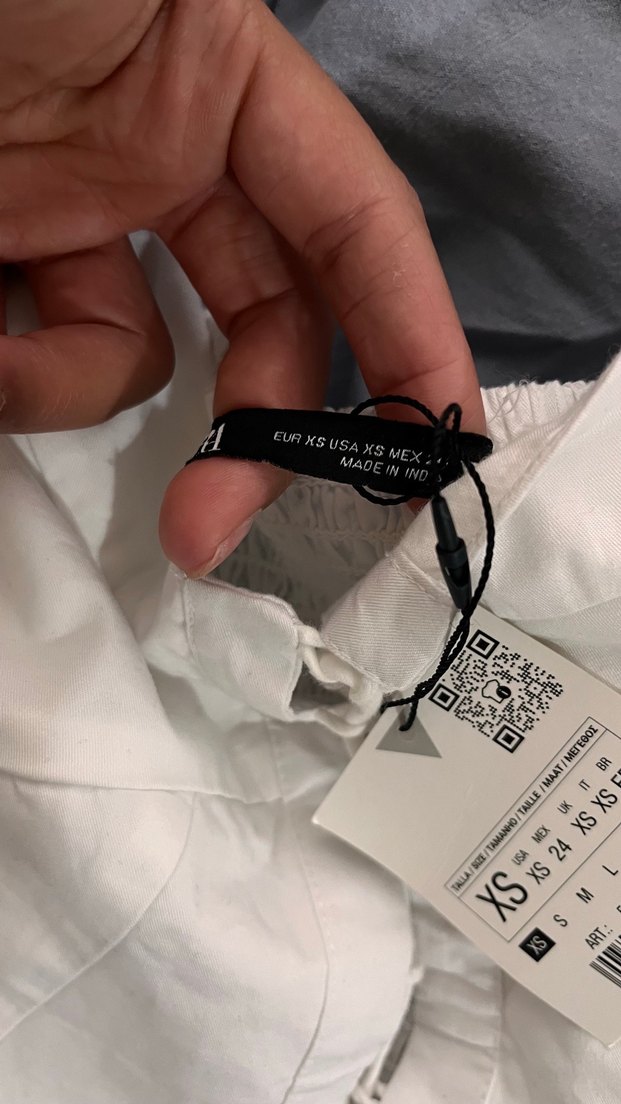 EUR XS USA XS MEX
MADE IN
TALLA / SIZE / TAMANHO / TAILLE / MAAT / ΜΕΓΕΘΟΣ
USA MEX UK IT BR
XS XS 24 XS XS
XS S M L
ART.: